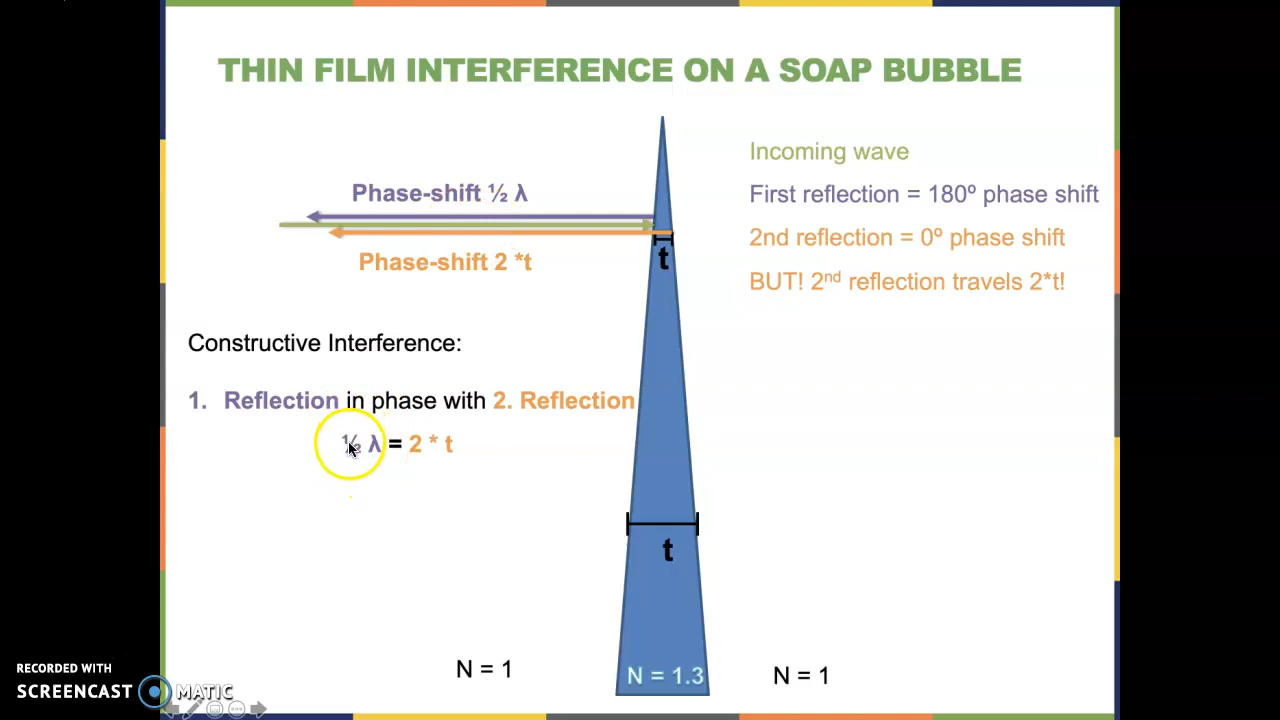 THIN FILM INTERFERENCE ON A SOAP BUBBLE
Incoming wave
Phase-shift ½ λ
First reflection = 180º phase shift
2nd reflection = 0º phase shift
Phase-shift 2 *t
t
BUT! 2nd reflection travels 2*t!
Constructive Interference:
1. Reflection in phase with 2. Reflection
½ λ = 2 * t
t
N = 1
N = 1.3
N = 1
RECORDED WITH
SCREENCAST MATIC